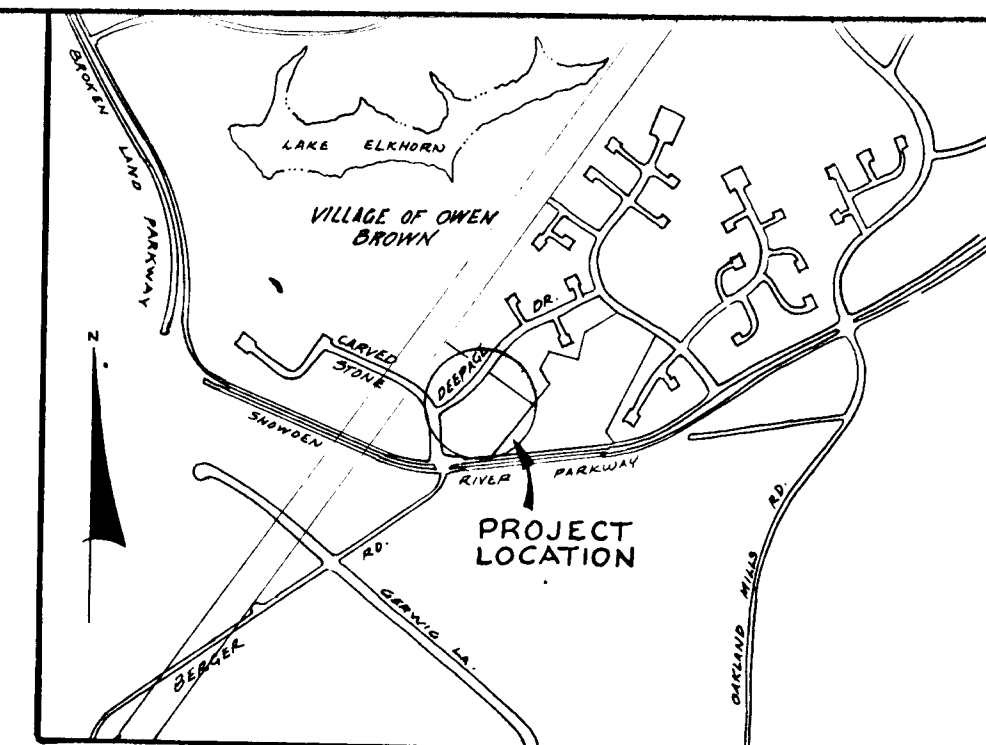 BROKEN LAND PARKWAY
LAKE ELKHORN
VILLAGE OF OWEN
BROWN
N
CARVED
STONE
DEEPAGE DR.
SNOWDEN RIVER PARKWAY
PROJECT
LOCATION
BERGER RD.
GERWIG LA.
OAKLAND MILLS RD.